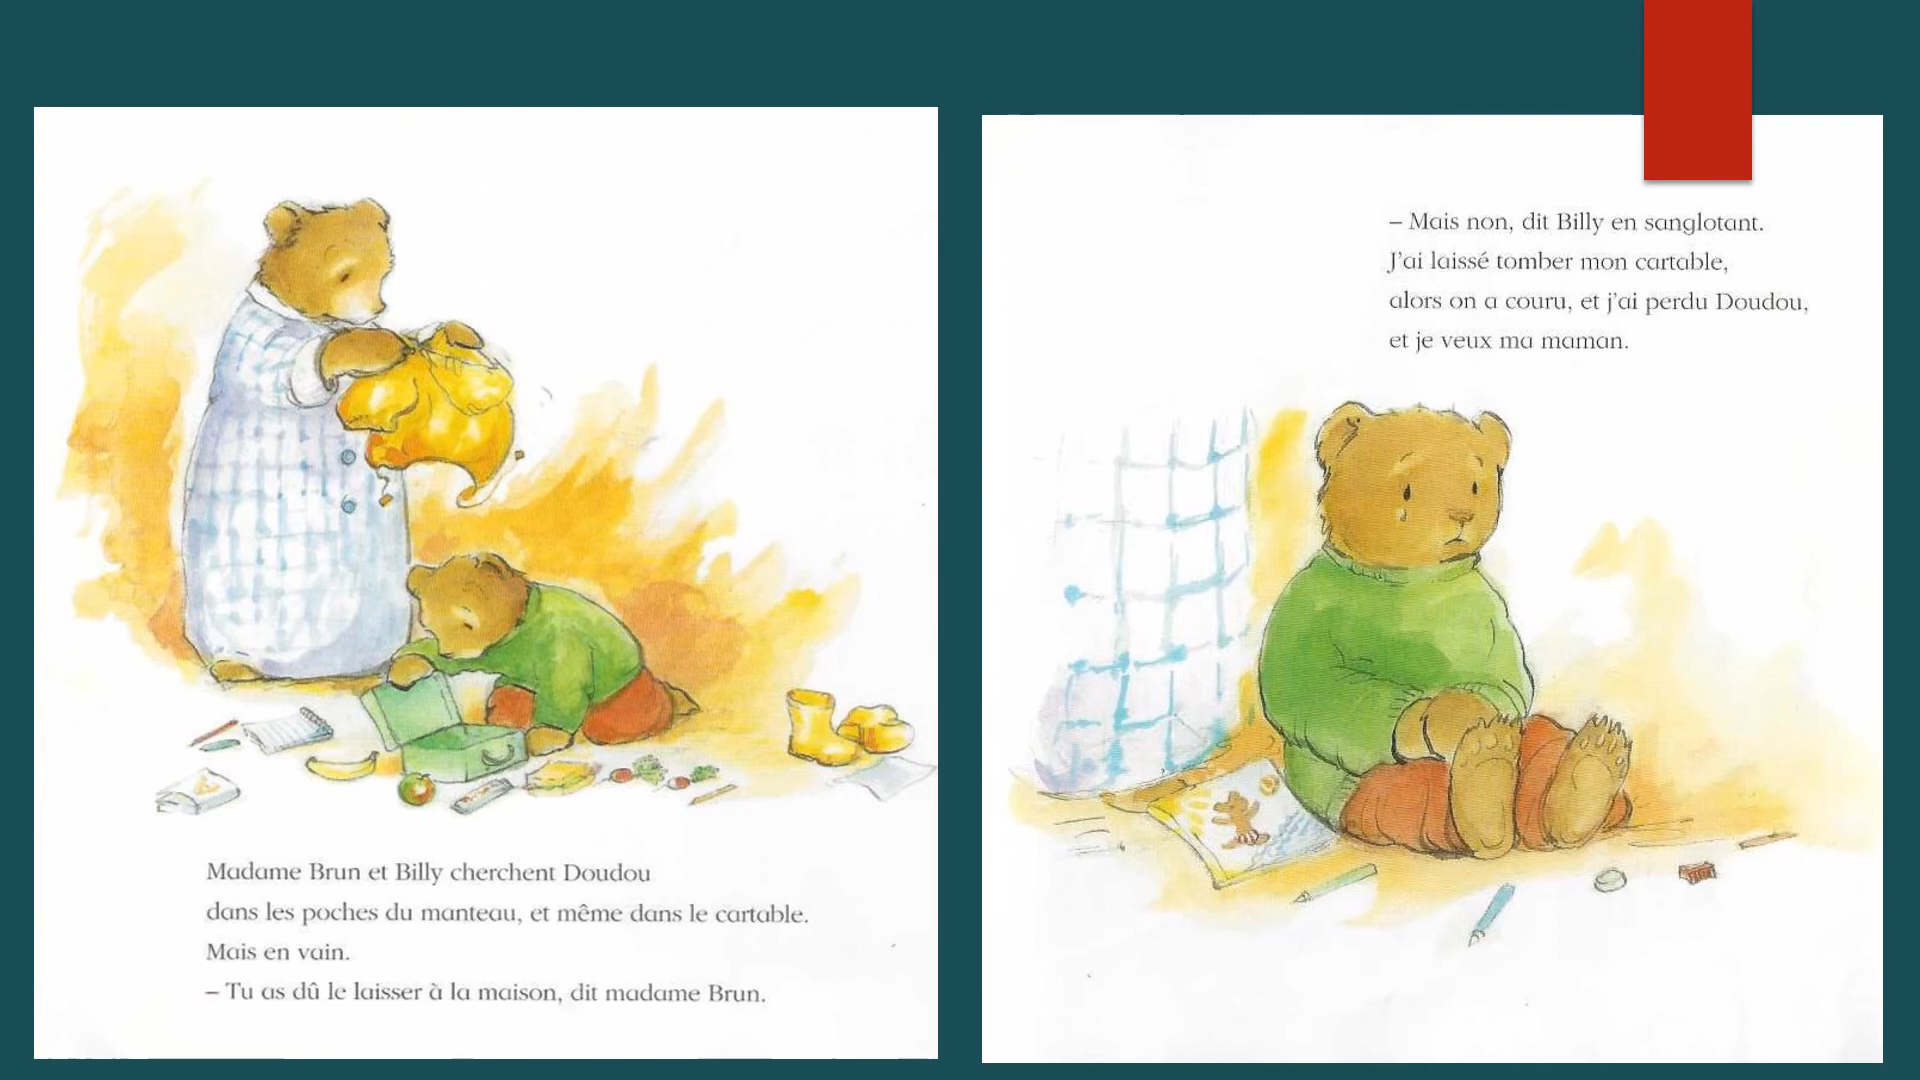 Madame Brun et Billy cherchent Doudou
dans les poches du manteau, et même dans le cartable.
Mais en vain.
– Tu as dû le laisser à la maison, dit madame Brun.
– Mais non, dit Billy en sanglotant.
J'ai laissé tomber mon cartable,
alors on a couru, et j'ai perdu Doudou,
et je veux ma maman.